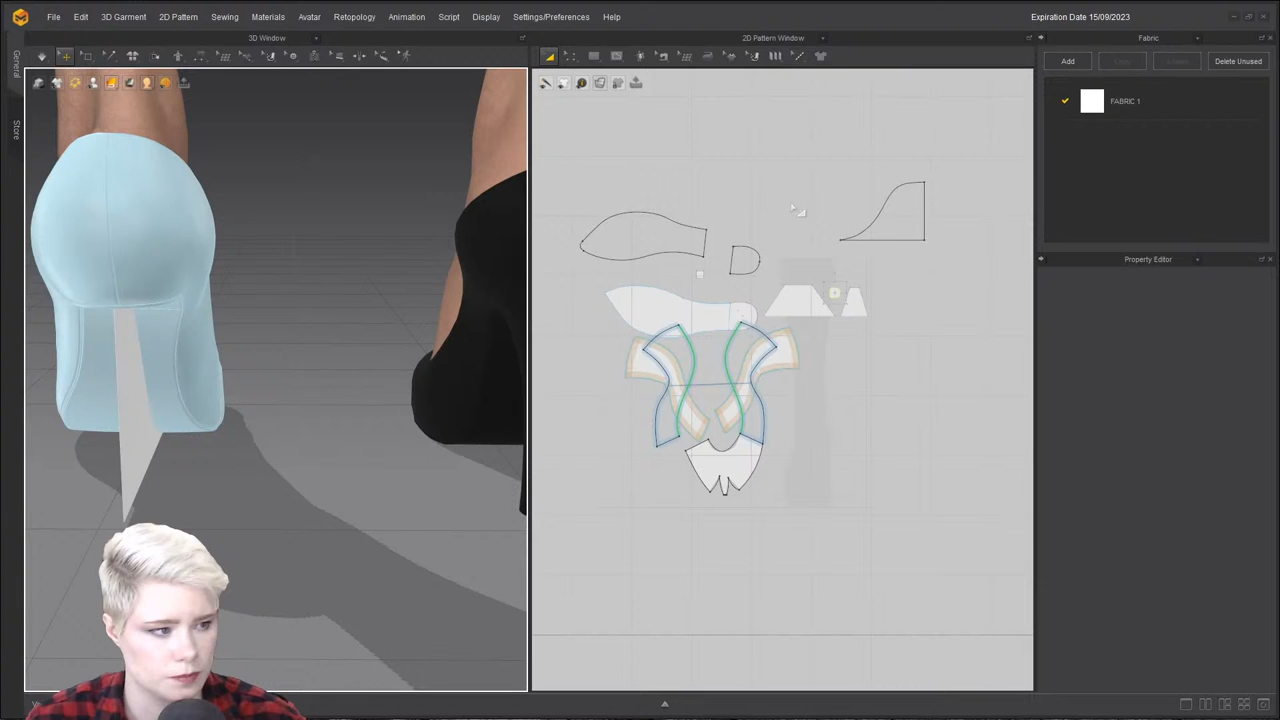 File
3D Garment
2D Pattern
Sewing
Materials
Avatar
Retopology
Animation
Script
Display
Settings/Preferences
Help
Expiration Date 15/09/2023
3D Window
2D Pattern Window
Fabric
General
Store
Add
Delete Unused
FABRIC 1
Property Editor